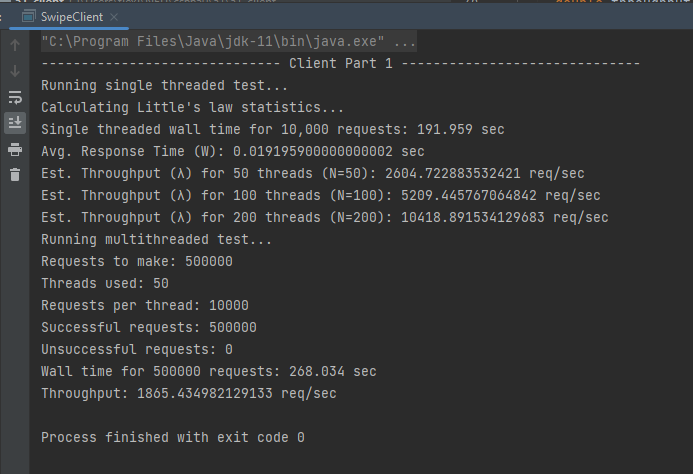 SwipeClient
"C:\Program Files\Java\jdk-11\bin\java.exe" ...
------------------------------ Client Part 1 ------------------------------
Running single threaded test...
Calculating Little's law statistics...
Single threaded wall time for 10,000 requests: 191.959 sec
Avg. Response Time (W): 0.019195900000000002 sec
Est. Throughput (λ) for 50 threads (N=50): 2604.722883532421 req/sec
Est. Throughput (λ) for 100 threads (N=100): 5209.445767064842 req/sec
Est. Throughput (λ) for 200 threads (N=200): 10418.891534129683 req/sec
Running multithreaded test...
Requests to make: 500000
Threads used: 50
Requests per thread: 10000
Successful requests: 500000
Unsuccessful requests: 0
Wall time for 500000 requests: 268.034 sec
Throughput: 1865.434982129133 req/sec
Process finished with exit code 0